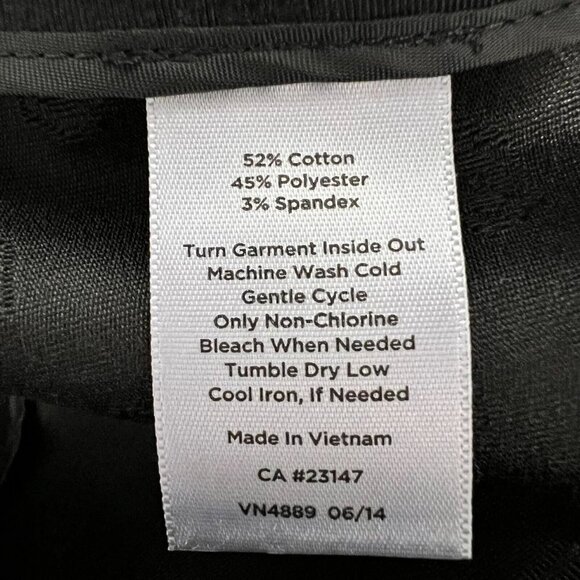 52% Cotton
45% Polyester
3% Spandex
Turn Garment Inside Out
Machine Wash Cold
Gentle Cycle
Only Non-Chlorine
Bleach When Needed
Tumble Dry Low
Cool Iron, If Needed
Made In Vietnam
CA #23147
VN4889 06/14